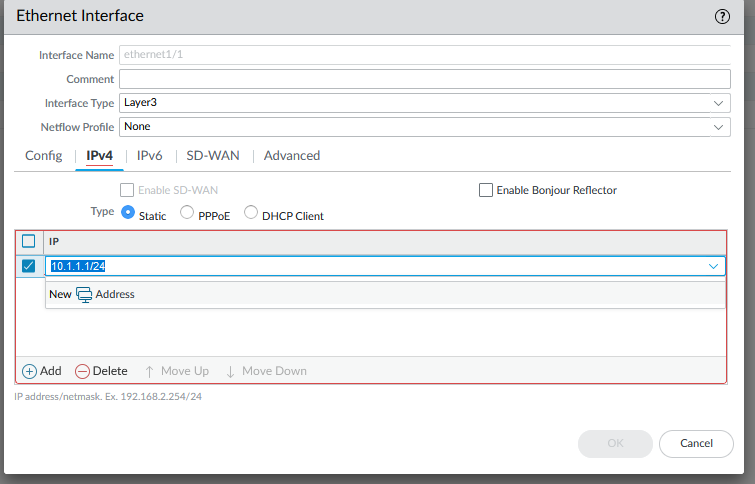 Ethernet Interface
Interface Name ethernet1/1
Comment
Interface Type Layer3
Netflow Profile None
Config IPv4 IPv6 SD-WAN Advanced
Enable SD-WAN Enable Bonjour Reflector
Type Static PPPoE DHCP Client
IP
10.1.1.1/24
New Address
Add Delete Move Up Move Down
IP address/netmask. Ex. 192.168.2.254/24
OK Cancel